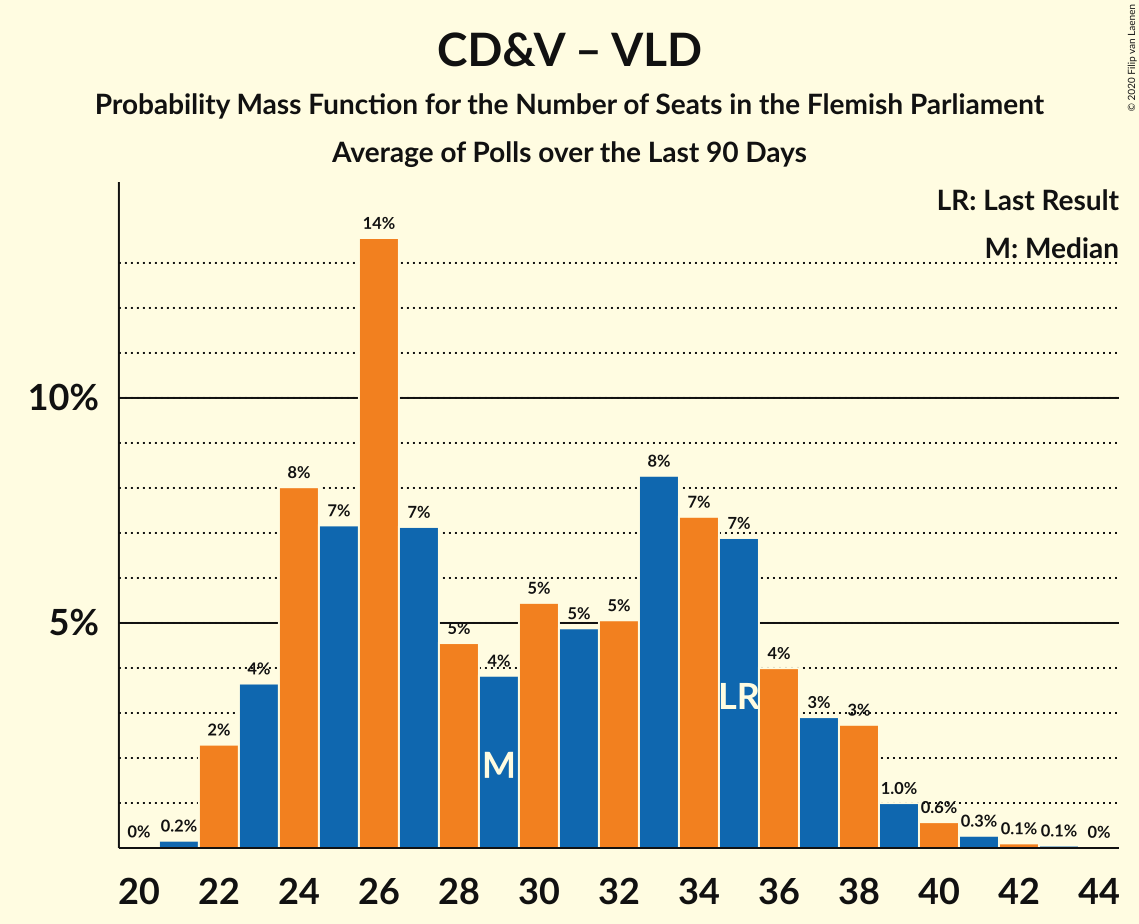 CD&V – VLD
Probability Mass Function for the Number of Seats in the Flemish Parliament
Average of Polls over the Last 90 Days
© 2020 Filip van Laenen
LR: Last Result
M: Median
10%
5%
0% 0.2% 2% 4% 8% 7% 14% 7% 5% 4% 5% 5% 5% 8% 7% 7% 4% 3% 3% 1.0% 0.6% 0.3% 0.1% 0.1% 0%
M
LR
20 22 24 26 28 30 32 34 36 38 40 42 44